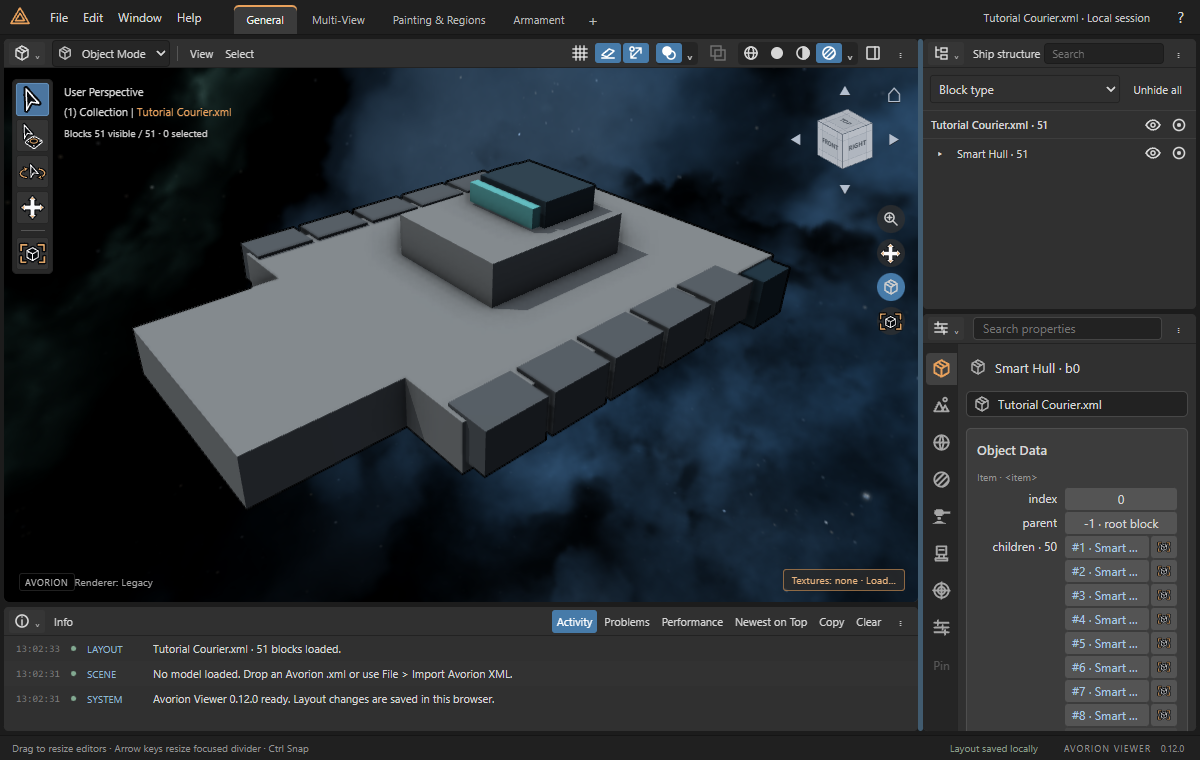 File Edit Window Help General Multi-View Painting & Regions Armament + Tutorial Courier.xml · Local session ?
Object Mode View Select
User Perspective
(1) Collection | Tutorial Courier.xml
Blocks 51 visible / 51 · 0 selected
FRONT RIGHT
AVORION Renderer: Legacy
Textures: none · Load...
Ship structure Search
Block type Unhide all
Tutorial Courier.xml · 51
Smart Hull · 51
Search properties
Smart Hull · b0
Tutorial Courier.xml
Object Data
Item · <item>
index 0
parent -1 · root block
children · 50 #1 · Smart ...
#2 · Smart ...
#3 · Smart ...
#4 · Smart ...
#5 · Smart ...
#6 · Smart ...
#7 · Smart ...
#8 · Smart ...
Pin
Info Activity Problems Performance Newest on Top Copy Clear
13:02:33 LAYOUT Tutorial Courier.xml · 51 blocks loaded.
13:02:31 SCENE No model loaded. Drop an Avorion .xml or use File > Import Avorion XML.
13:02:31 SYSTEM Avorion Viewer 0.12.0 ready. Layout changes are saved in this browser.
Drag to resize editors · Arrow keys resize focused divider · Ctrl Snap Layout saved locally AVORION VIEWER 0.12.0